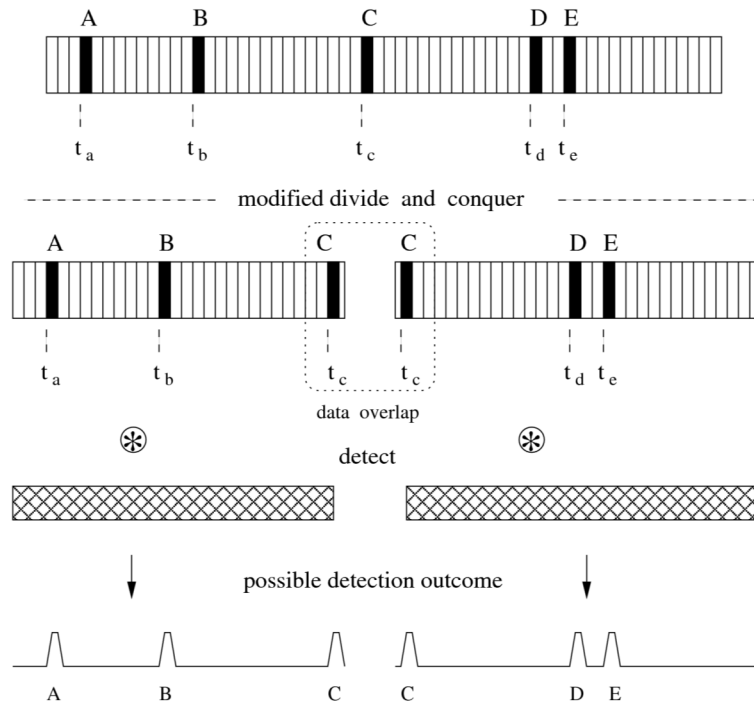 A B C D E
t a t b t c t d t e
modified divide and conquer
A B C C D E
t a t b t c t c t d t e
data overlap
detect
possible detection outcome
A B C C D E